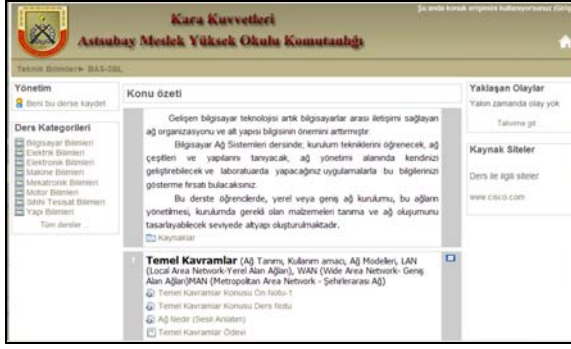 Şu anda konuk erişimini kullanıyorsunuz (Giriş
Kara Kuvvetleri
Astsubay Meslek Yüksek Okulu Komutanlığı
Teknik Bilimler► BAS-2BL
Yönetim
Beni bu derse kaydet
Ders Kategorileri
Bilgisayar Bilimleri
Elektrik Bilimleri
Elektronik Bilimleri
Makine Bilimleri
Mekatronik Bilimleri
Motor Bilimleri
Sıhhi Tesisat Bilimleri
Yapı Bilimleri
Tüm dersler ...
Konu özeti
Gelişen bilgisayar teknolojisi artık bilgisayarlar arası iletişimi sağlayan
ağ organizasyonu ve alt yapısı bilgisinin önemini arttırmıştır.
Bilgisayar Ağ Sistemleri dersinde; kurulum tekniklerini öğrenecek, ağ
çeşitleri ve yapılarını tanıyacak, ağ yönetimi alanında kendinizi
geliştirebilecek ve laboratuarda yapacağınız uygulamalarla bu bilgilerinizi
gösterme fırsatı bulacaksınız.
Bu derste öğrencilerde, yerel veya geniş ağ kurulumu, bu ağların
yönetilmesi, kurulumda gerekli olan malzemeleri tanıma ve ağ oluşumunu
tasarlayabilecek seviyede altyapı oluşturulmaktadır.
Kaynaklar
1 Temel Kavramlar (Ağ Tanımı, Kullanım amacı, Ağ Modelleri, LAN
(Local Area Network-Yerel Alan Ağları), WAN (Wide Area Network- Geniş
Alan Ağları)MAN (Metropolitan Area Network - Şehirlerarası Ağ)
Temel Kavramlar Konusu Ön Notu-1
Temel Kavramlar Konusu Ders Notu
Ağ Nedir (Sesli Anlatım)
Temel Kavramlar Ödevi
Yaklaşan Olaylar
Yakın zamanda olay yok
Takvime git...
Kaynak Siteler
Ders ile ilgili siteler
www.cisco.com